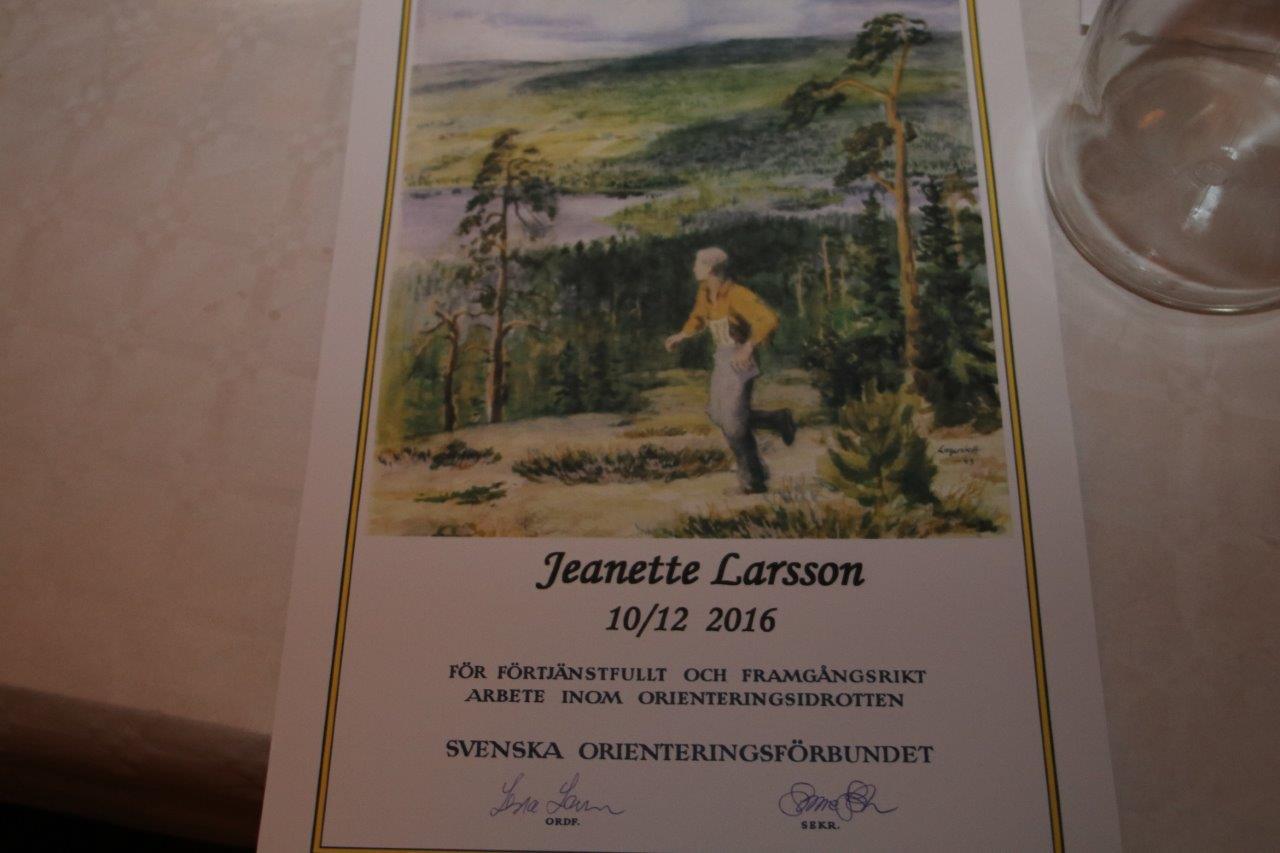 Jeanette Larsson
10/12 2016
FÖR FÖRTJÄNSTFULLT OCH FRAMGÅNGSRIKT
ARBETE INOM ORIENTERINGSIDROTTEN
SVENSKA ORIENTERINGSFÖRBUNDET
ORDF.
SEKR.